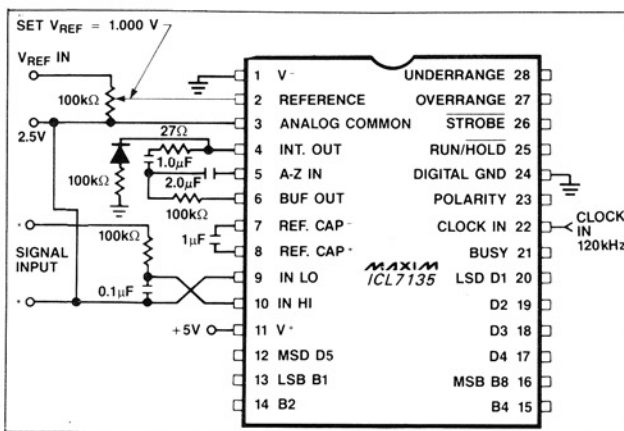 SET VREF = 1.000 V
VREF IN
100kΩ
2.5V
27Ω
1.0µF
100kΩ
2.0µF
100kΩ
100kΩ
1µF
SIGNAL
INPUT
0.1µF
+5V
1 V-
2 REFERENCE
3 ANALOG COMMON
4 INT. OUT
5 A-Z IN
6 BUF OUT
7 REF. CAP-
8 REF. CAP+
9 IN LO
10 IN HI
11 V+
12 MSD D5
13 LSB B1
14 B2
MAXIM
ICL7135
UNDERRANGE 28
OVERRANGE 27
STROBE 26
RUN/HOLD 25
DIGITAL GND 24
POLARITY 23
CLOCK IN 22
BUSY 21
LSD D1 20
D2 19
D3 18
D4 17
MSB B8 16
B4 15
CLOCK
IN
120kHz